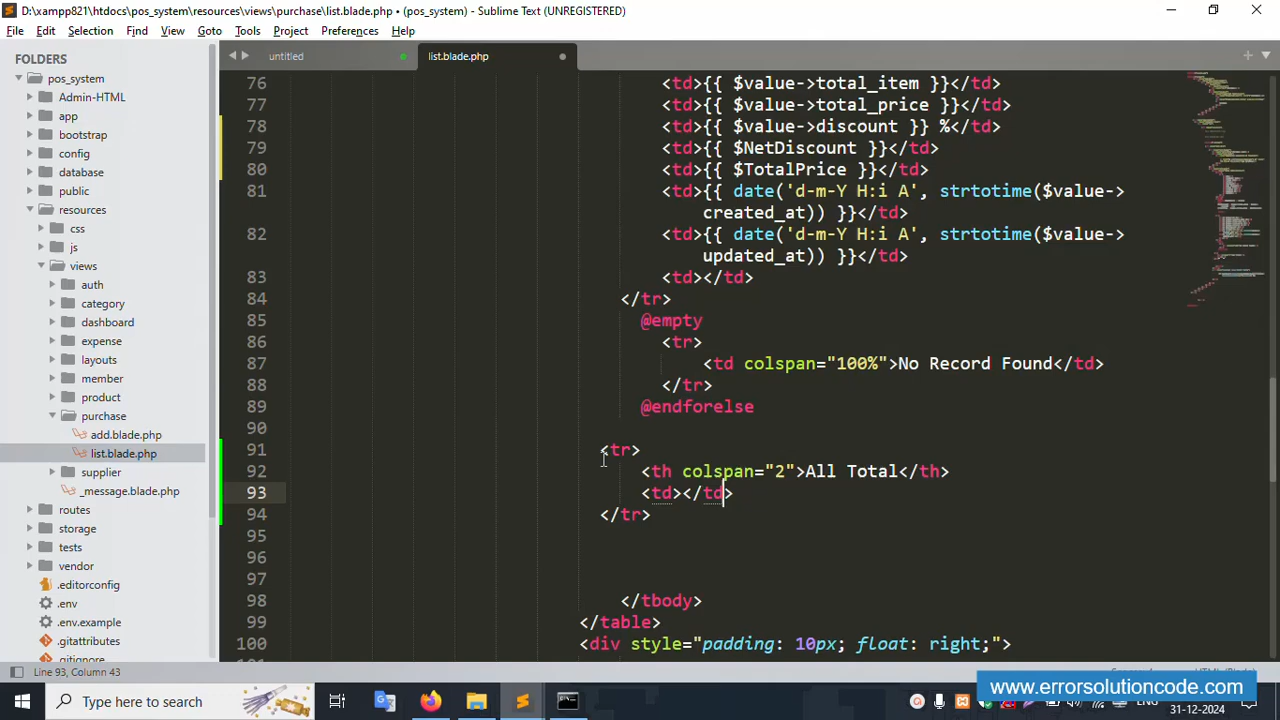 D:\xampp821\htdocs\pos_system\resources\views\purchase\list.blade.php • (pos_system) - Sublime Text (UNREGISTERED)
File Edit Selection Find View Goto Tools Project Preferences Help
FOLDERS
pos_system
Admin-HTML
app
bootstrap
config
database
public
resources
css
js
views
auth
category
dashboard
expense
layouts
member
product
purchase
add.blade.php
list.blade.php
supplier
_message.blade.php
routes
storage
tests
vendor
.editorconfig
.env
.env.example
.gitattributes
.gitignore
untitled
list.blade.php
76 <td>{{ $value->total_item }}</td>
77 <td>{{ $value->total_price }}</td>
78 <td>{{ $value->discount }} %</td>
79 <td>{{ $NetDiscount }}</td>
80 <td>{{ $TotalPrice }}</td>
81 <td>{{ date('d-m-Y H:i A', strtotime($value->
created_at)) }}</td>
82 <td>{{ date('d-m-Y H:i A', strtotime($value->
updated_at)) }}</td>
83 <td></td>
84 </tr>
85 @empty
86 <tr>
87 <td colspan="100%">No Record Found</td>
88 </tr>
89 @endforelse
90
91 <tr>
92 <th colspan="2">All Total</th>
93 <td></td>
94 </tr>
95
96
97
98 </tbody>
99 </table>
100 <div style="padding: 10px; float: right;">
Line 93, Column 43
Type here to search
ENG
31-12-2024
www.errorsolutioncode.com